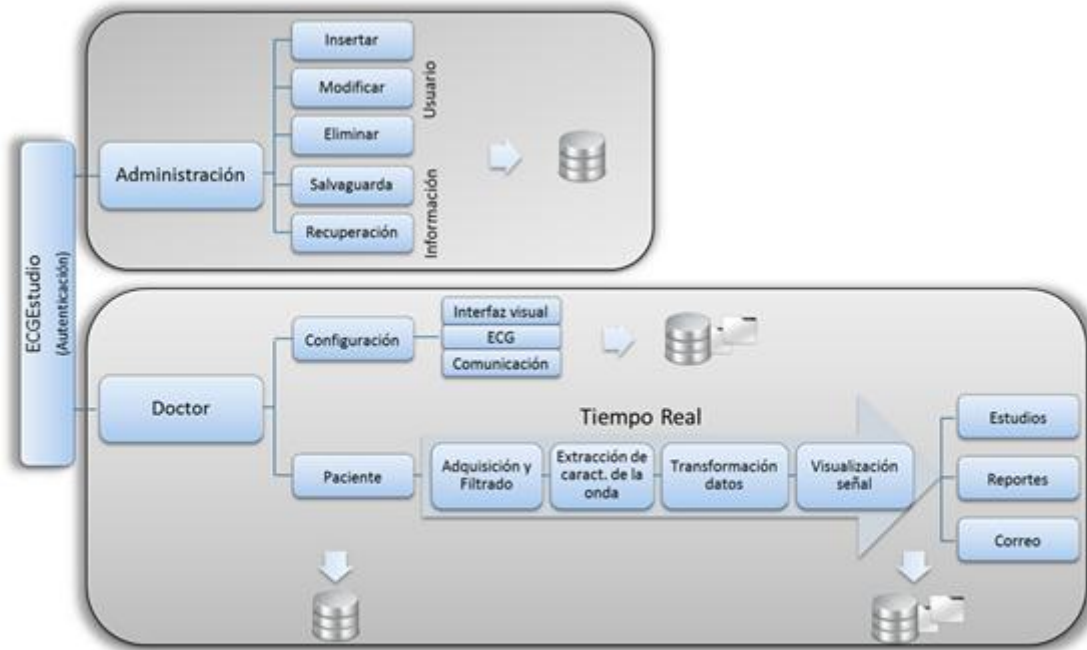 ECGEstudio
(Autenticación)
Administración
Insertar
Modificar
Eliminar
Salvaguarda
Recuperación
Usuario
Información
Doctor
Configuración
Interfaz visual
ECG
Comunicación
Paciente
Tiempo Real
Adquisición y
Filtrado
Extracción de
caract. de la
onda
Transformación
datos
Visualización
señal
Estudios
Reportes
Correo